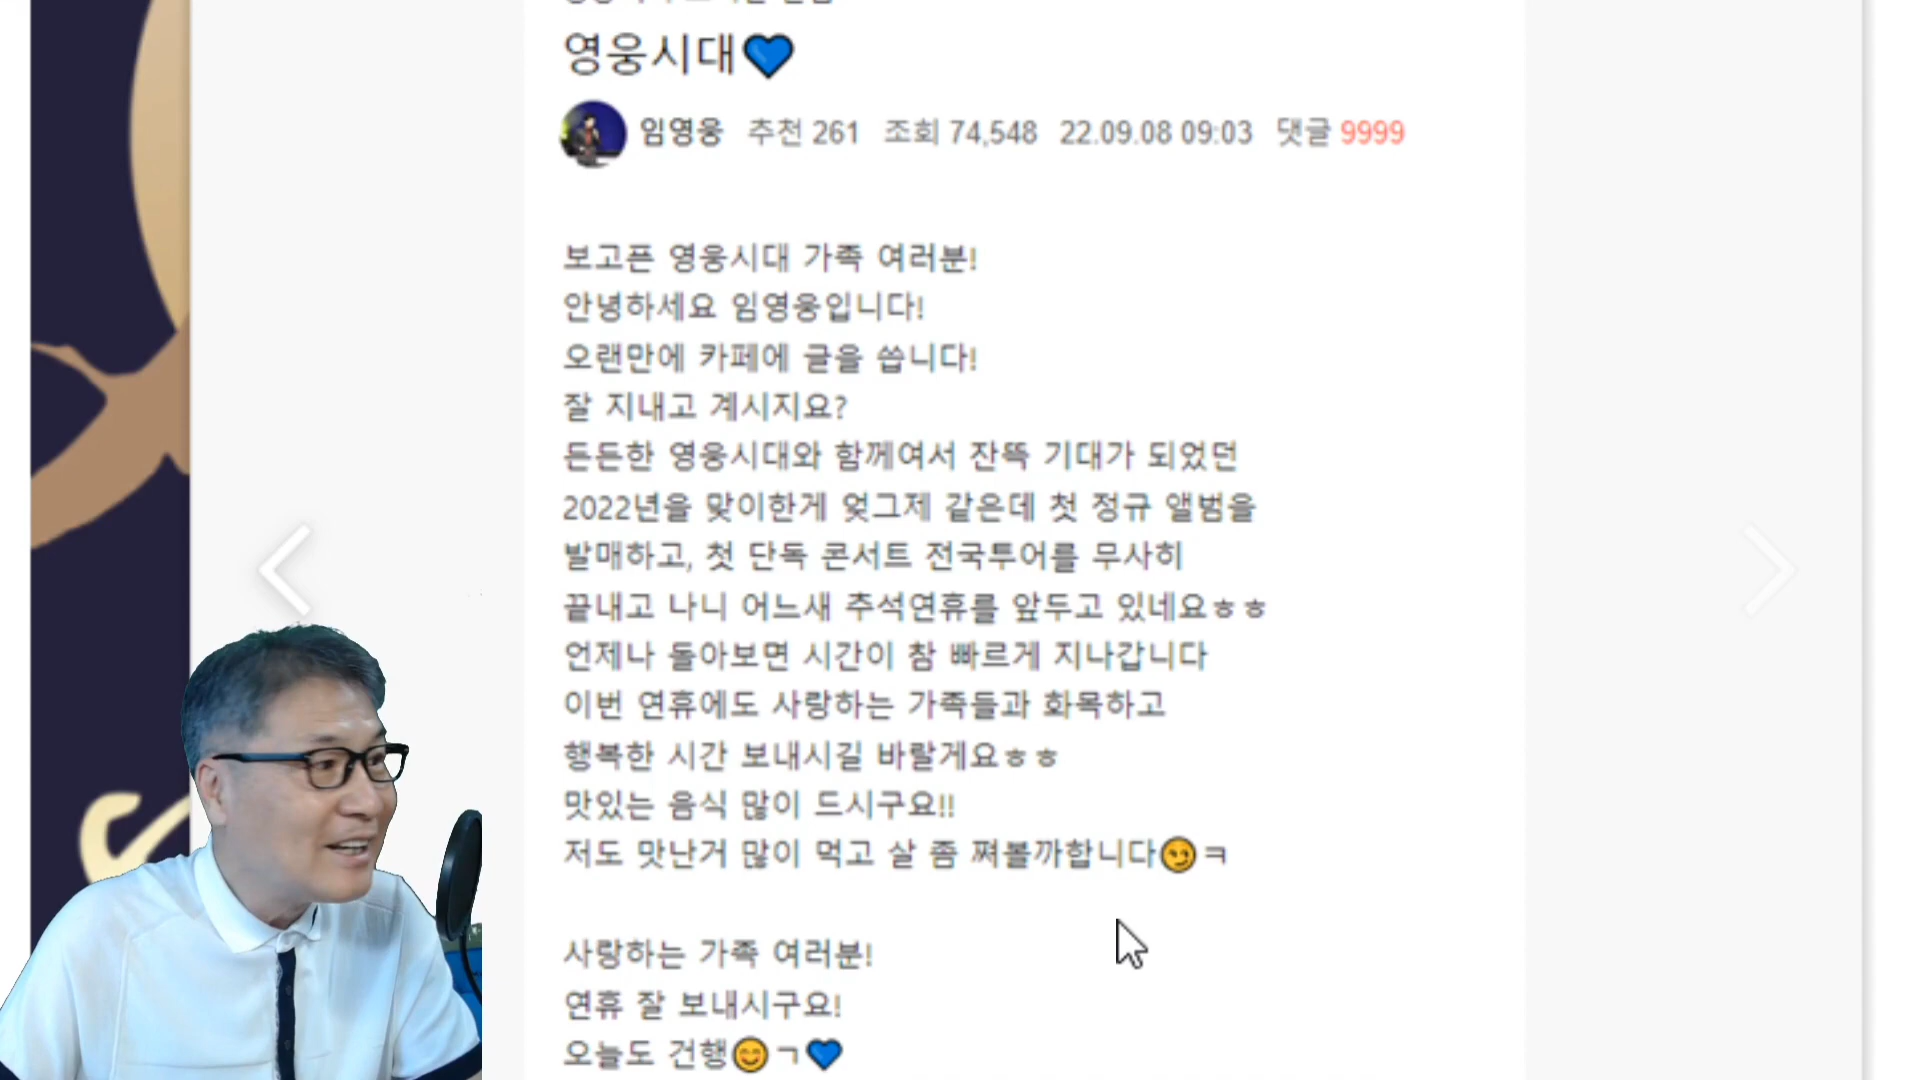 영웅시대💙
임영웅 추천 261 조회 74,548 22.09.08 09:03 댓글 9999
보고픈 영웅시대 가족 여러분!
안녕하세요 임영웅입니다!
오랜만에 카페에 글을 씁니다!
잘 지내고 계시지요?
든든한 영웅시대와 함께여서 잔뜩 기대가 되었던
2022년을 맞이한게 엊그제 같은데 첫 정규 앨범을
발매하고, 첫 단독 콘서트 전국투어를 무사히
끝내고 나니 어느새 추석연휴를 앞두고 있네요ㅎㅎ
언제나 돌아보면 시간이 참 빠르게 지나갑니다
이번 연휴에도 사랑하는 가족들과 화목하고
행복한 시간 보내시길 바랄게요ㅎㅎ
맛있는 음식 많이 드시구요!!
저도 맛난거 많이 먹고 살 좀 쪄볼까합니다😏ㅋ
사랑하는 가족 여러분!
연휴 잘 보내시구요!
오늘도 건행😊ㄱ💙